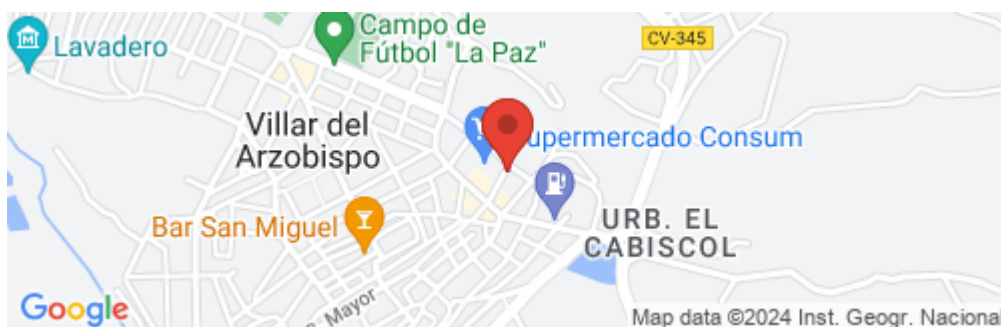 Campo de
Fútbol "La Paz"
CV-345
Lavadero
Villar del
Arzobispo
upermercado Consum
Bar San Miguel
URB. EL
CABISCOL
Mayor
Google
Map data ©2024 Inst. Geogr. Naciona